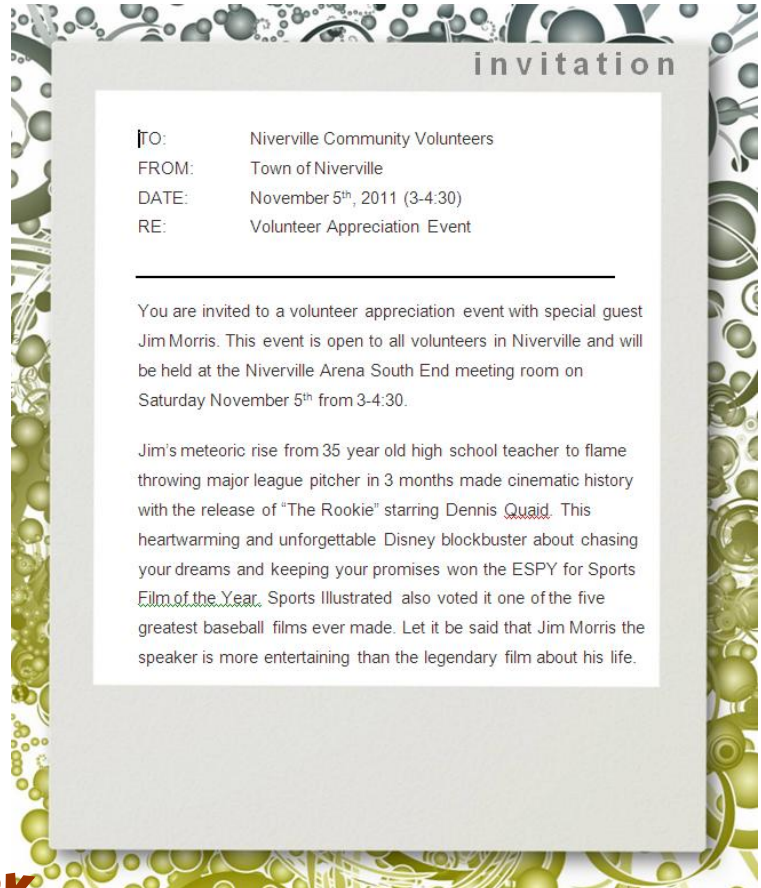 invitation
TO: Niverville Community Volunteers
FROM: Town of Niverville
DATE: November 5th, 2011 (3-4:30)
RE: Volunteer Appreciation Event
You are invited to a volunteer appreciation event with special guest
Jim Morris. This event is open to all volunteers in Niverville and will
be held at the Niverville Arena South End meeting room on
Saturday November 5th from 3-4:30.
Jim's meteoric rise from 35 year old high school teacher to flame
throwing major league pitcher in 3 months made cinematic history
with the release of “The Rookie” starring Dennis Quaid. This
heartwarming and unforgettable Disney blockbuster about chasing
your dreams and keeping your promises won the ESPY for Sports
Film of the Year. Sports Illustrated also voted it one of the five
greatest baseball films ever made. Let it be said that Jim Morris the
speaker is more entertaining than the legendary film about his life.